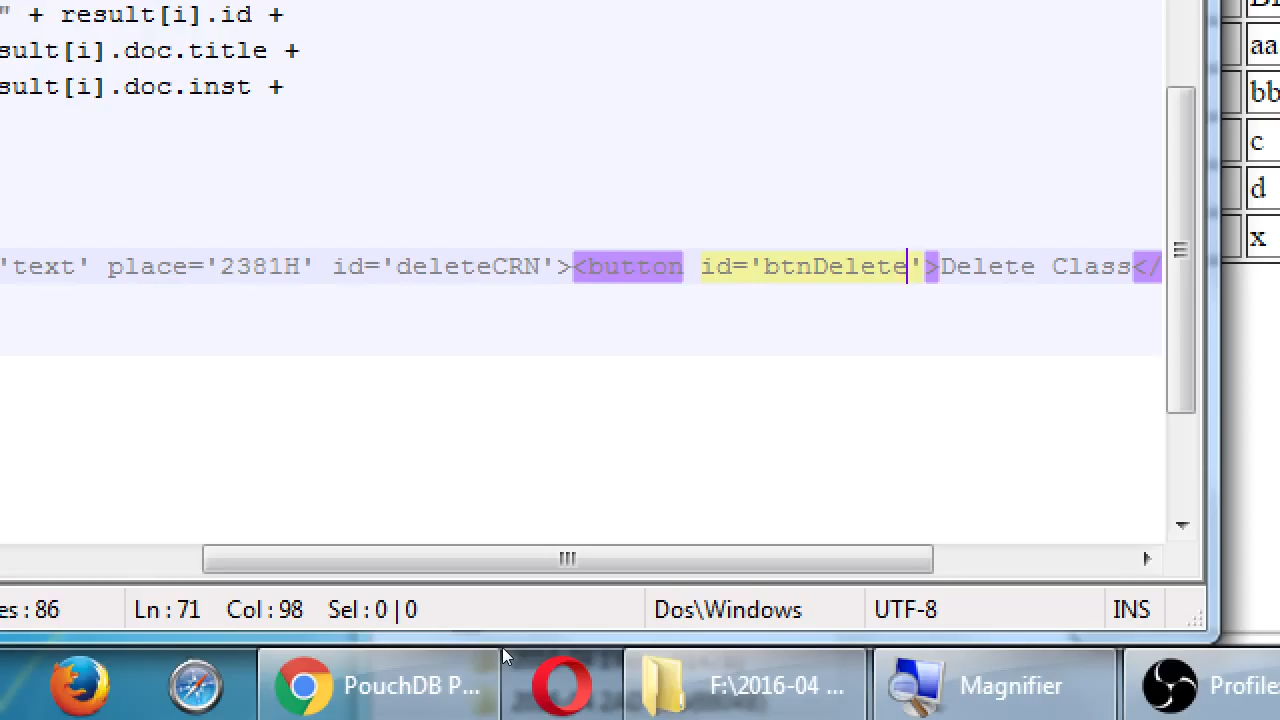 " + result[i].id +
sult[i].doc.title +
sult[i].doc.inst +
aa
bb
c
d
x
'text' place='2381H' id='deleteCRN'><button id='btnDelete'>Delete Class</
es : 86 Ln : 71 Col : 98 Sel : 0 | 0 Dos\Windows UTF-8 INS
PouchDB P... F:\2016-04 ... Magnifier Profile